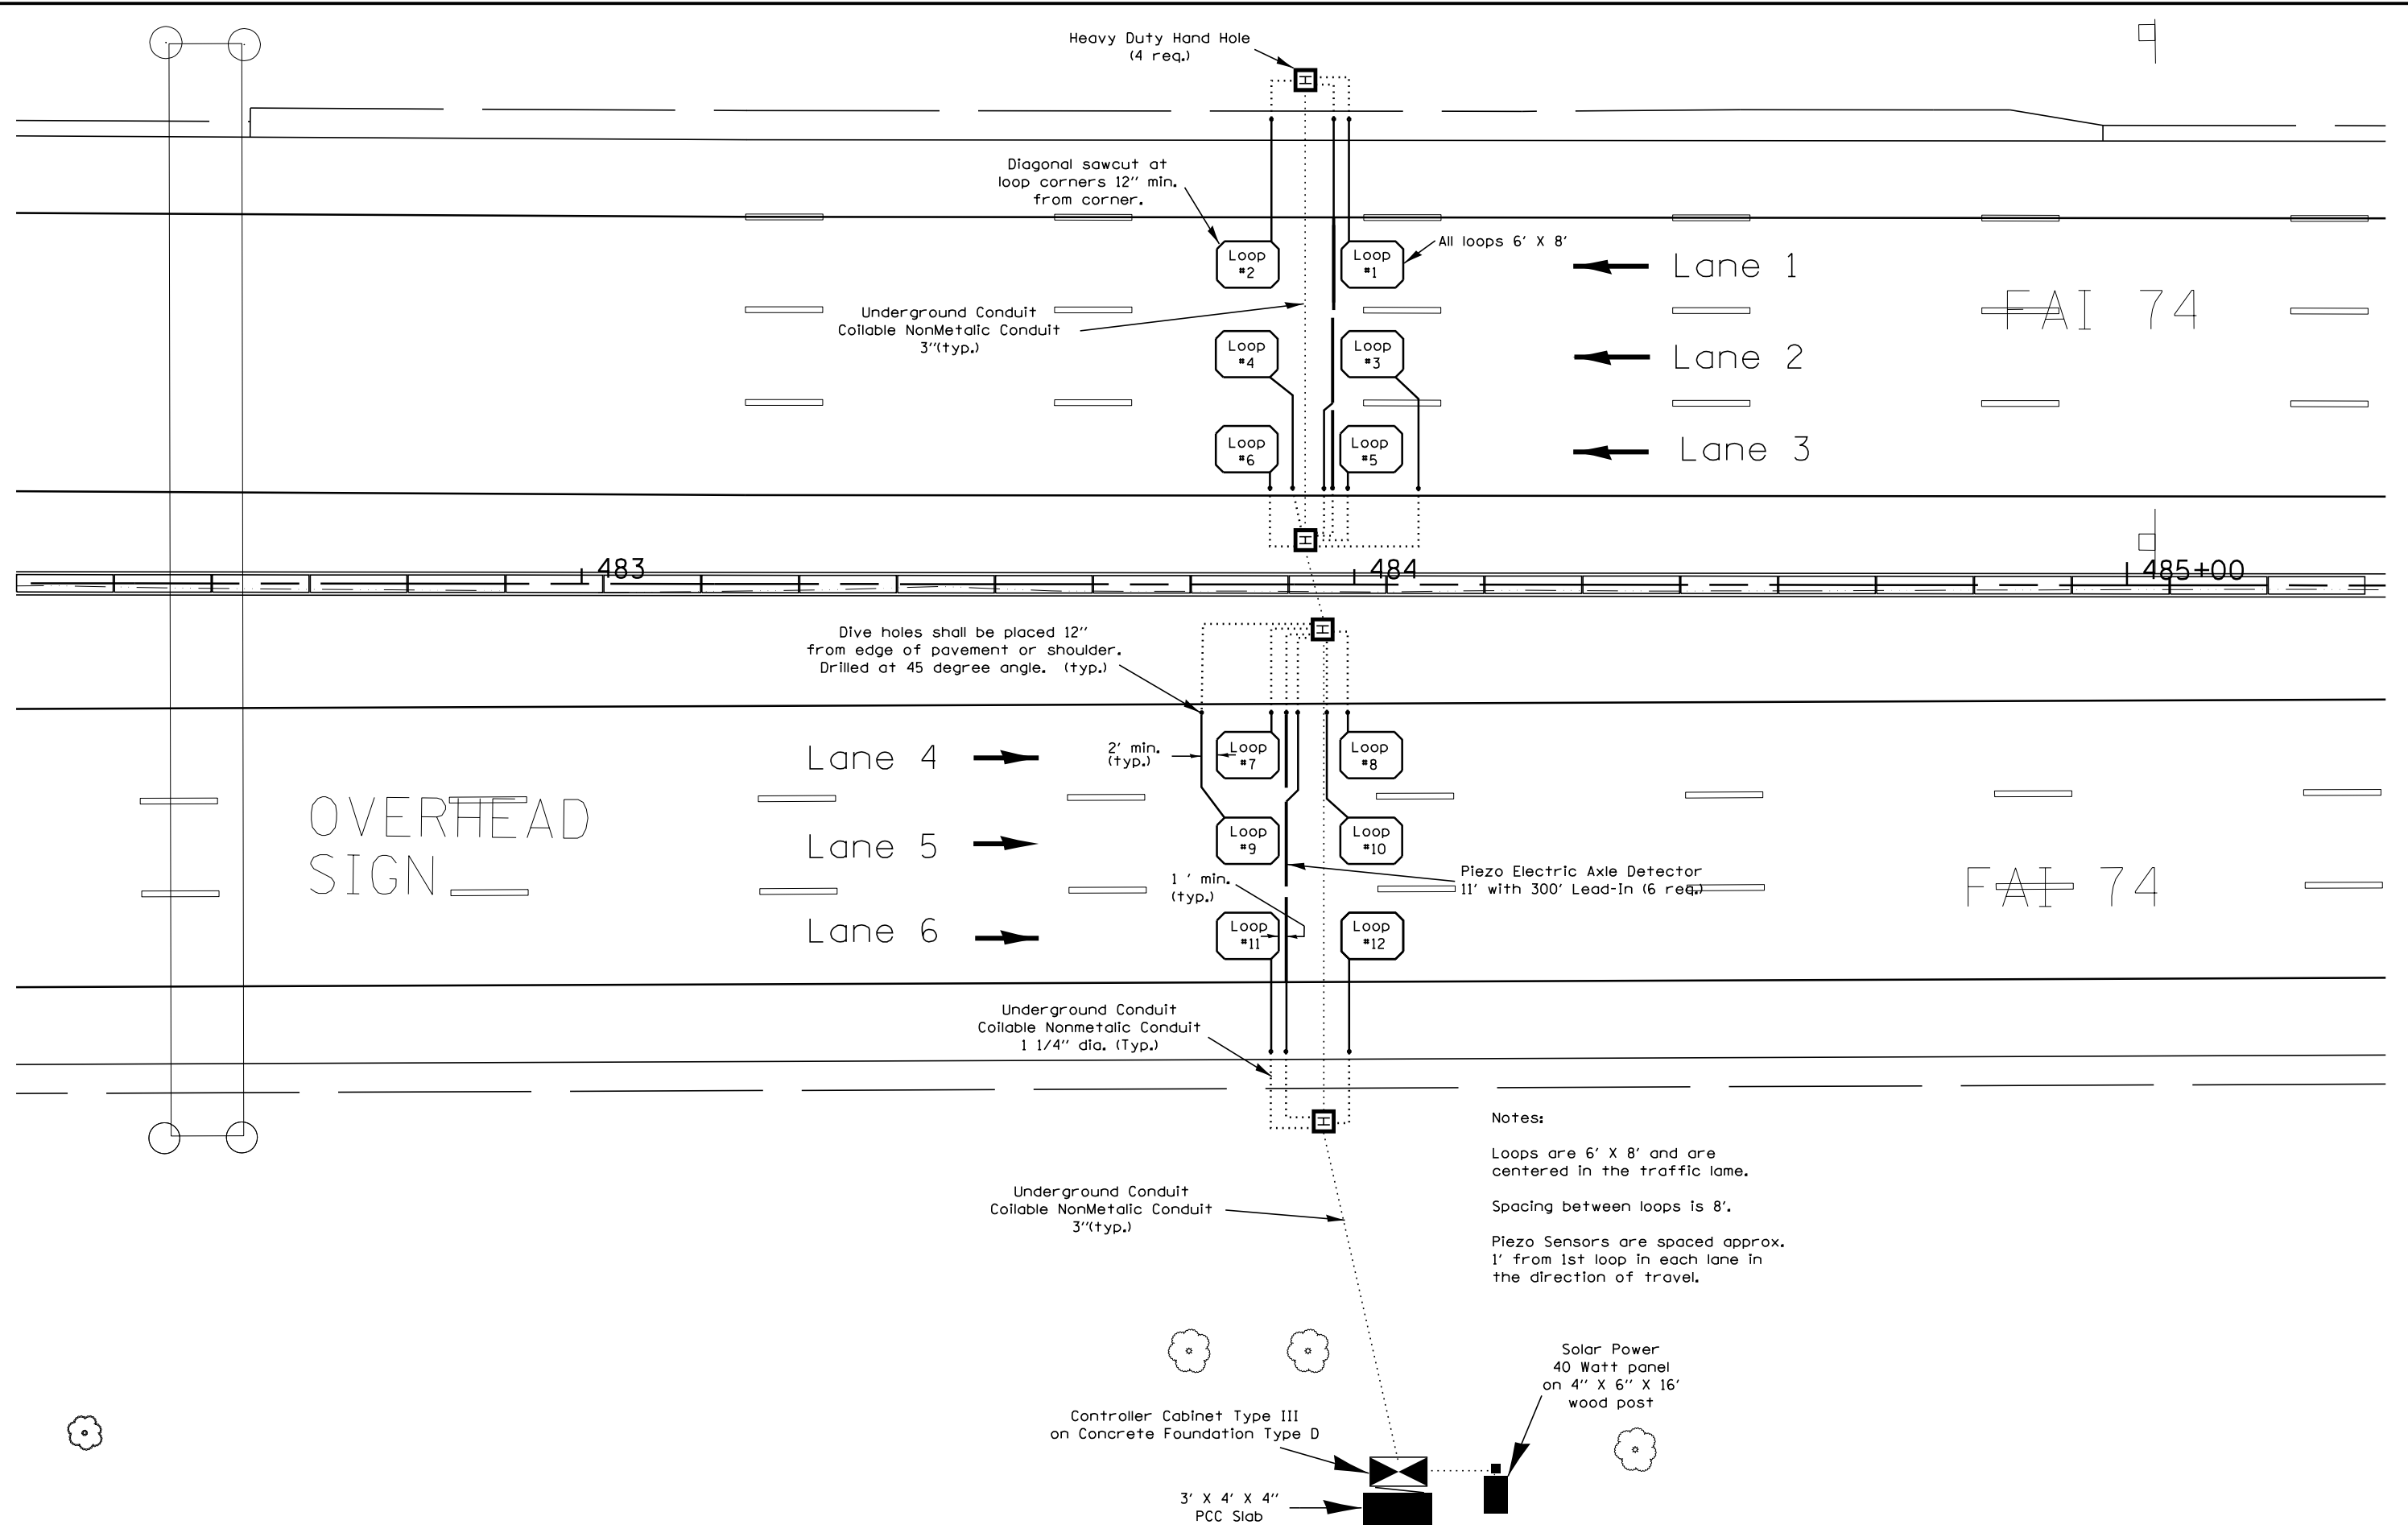 Heavy Duty Hand Hole
(4 req.)
Diagonal sawcut at
loop corners 12" min.
from corner.
All loops 6' X 8'
Loop
#2
Loop
#1
Lane 1
Underground Conduit
Coilable NonMetalic Conduit
3"(typ.)
FAI 74
Loop
#4
Loop
#3
Lane 2
Loop
#6
Loop
#5
Lane 3
483
484
485+00
Dive holes shall be placed 12"
from edge of pavement or shoulder.
Drilled at 45 degree angle. (typ.)
Lane 4
2' min.
(typ.)
Loop
#7
Loop
#8
OVERHEAD
SIGN
Lane 5
Loop
#9
Loop
#10
Piezo Electric Axle Detector
11' with 300' Lead-In (6 req.)
FAI 74
1 ' min.
(typ.)
Lane 6
Loop
#11
Loop
#12
Underground Conduit
Coilable Nonmetalic Conduit
1 1/4" dia. (Typ.)
Notes:
Loops are 6' X 8' and are
centered in the traffic lame.
Spacing between loops is 8'.
Piezo Sensors are spaced approx.
1' from 1st loop in each lane in
the direction of travel.
Underground Conduit
Coilable NonMetalic Conduit
3"(typ.)
Solar Power
40 Watt panel
on 4" X 6" X 16'
wood post
Controller Cabinet Type III
on Concrete Foundation Type D
3' X 4' X 4"
PCC Slab
H
H
H
H